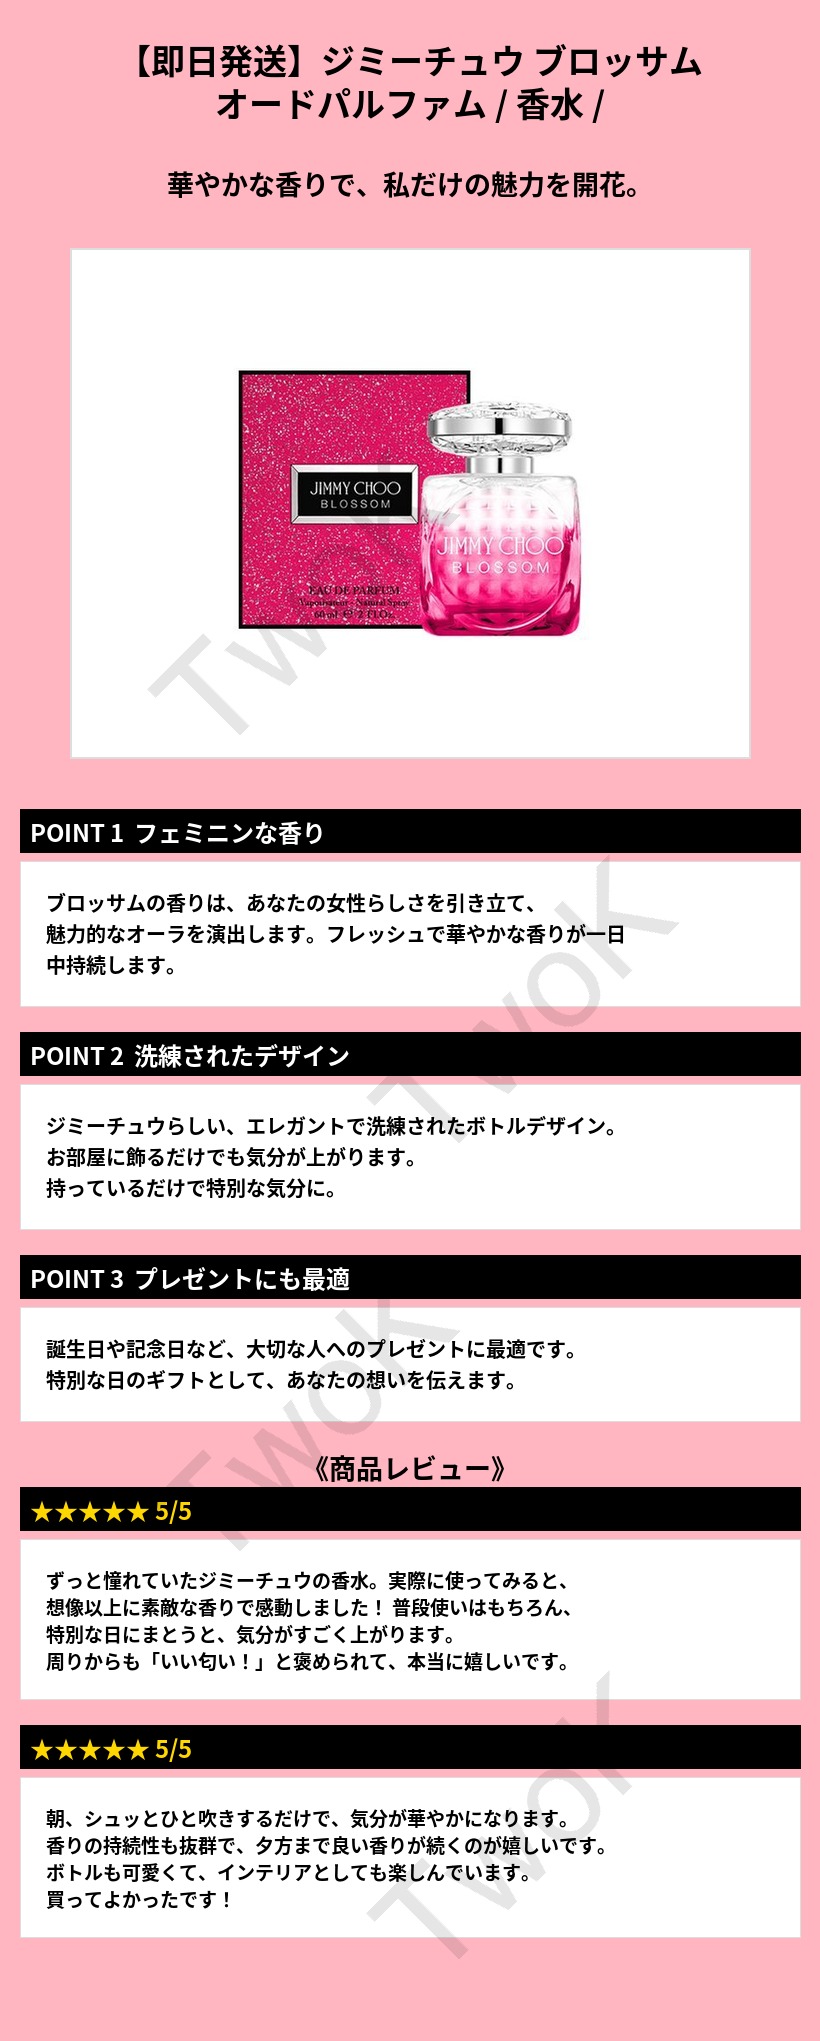 【即日発送】ジミーチュウ ブロッサム
オードパルファム / 香水 /
華やかな香りで、私だけの魅力を開花。
JIMMY CHOO
BLOSSOM
EAU DE PARFUM
Vaporisateur - Natural Spray
60 ml ℮ 2 Fl.Oz.
JIMMY CHOO
BLOSSOM
TwoK
POINT 1 フェミニンな香り
ブロッサムの香りは、あなたの女性らしさを引き立て、
魅力的なオーラを演出します。フレッシュで華やかな香りが一日
中持続します。
TwoK
POINT 2 洗練されたデザイン
ジミーチュウらしい、エレガントで洗練されたボトルデザイン。
お部屋に飾るだけでも気分が上がります。
持っているだけで特別な気分に。
POINT 3 プレゼントにも最適
誕生日や記念日など、大切な人へのプレゼントに最適です。
特別な日のギフトとして、あなたの想いを伝えます。
TwoK
《商品レビュー》
★★★★★ 5/5
ずっと憧れていたジミーチュウの香水。実際に使ってみると、
想像以上に素敵な香りで感動しました！ 普段使いはもちろん、
特別な日にまとうと、気分がすごく上がります。
周りからも「いい匂い！」と褒められて、本当に嬉しいです。
★★★★★ 5/5
朝、シュッとひと吹きするだけで、気分が華やかになります。
香りの持続性も抜群で、夕方まで良い香りが続くのが嬉しいです。
ボトルも可愛くて、インテリアとしても楽しんでいます。
買ってよかったです！
TwoK